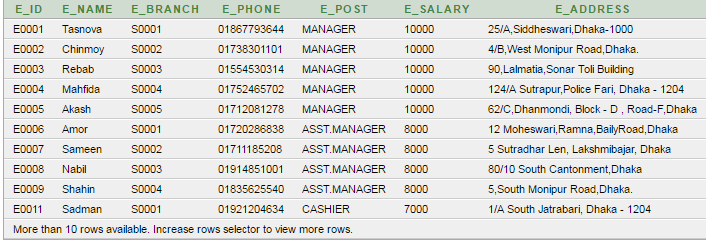 E_ID E_NAME E_BRANCH E_PHONE E_POST E_SALARY E_ADDRESS
E0001 Tasnova S0001 01867793644 MANAGER 10000 25/A,Siddheswari,Dhaka-1000
E0002 Chinmoy S0002 01738301101 MANAGER 10000 4/B,West Monipur Road,Dhaka.
E0003 Rebab S0003 01554530314 MANAGER 10000 90,Lalmatia,Sonar Toli Building
E0004 Mahfida S0004 01752465702 MANAGER 10000 124/A Sutrapur,Police Fari, Dhaka - 1204
E0005 Akash S0005 01712081278 MANAGER 10000 62/C,Dhanmondi, Block - D , Road-F,Dhaka
E0006 Amor S0001 01720286838 ASST.MANAGER 8000 12 Moheswari,Ramna,BailyRoad,Dhaka
E0007 Sameen S0002 01711185208 ASST.MANAGER 8000 5 Sutradhar Len, Lakshmibajar, Dhaka
E0008 Nabil S0003 01914851001 ASST.MANAGER 8000 80/10 South Cantonment,Dhaka
E0009 Shahin S0004 01835625540 ASST.MANAGER 8000 5,South Monipur Road,Dhaka.
E0011 Sadman S0001 01921204634 CASHIER 7000 1/A South Jatrabari, Dhaka - 1204
More than 10 rows available. Increase rows selector to view more rows.